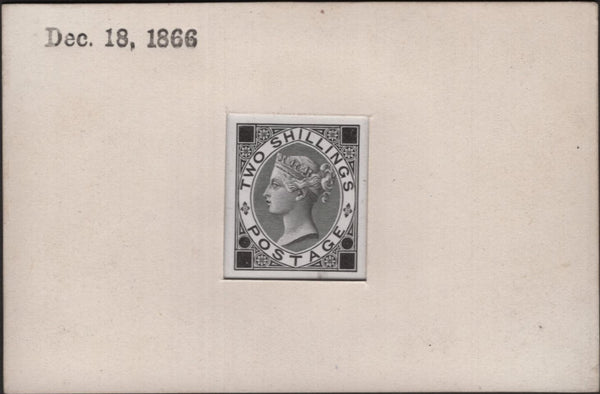 Dec. 18, 1866
TWO SHILLINGS
POSTAGE